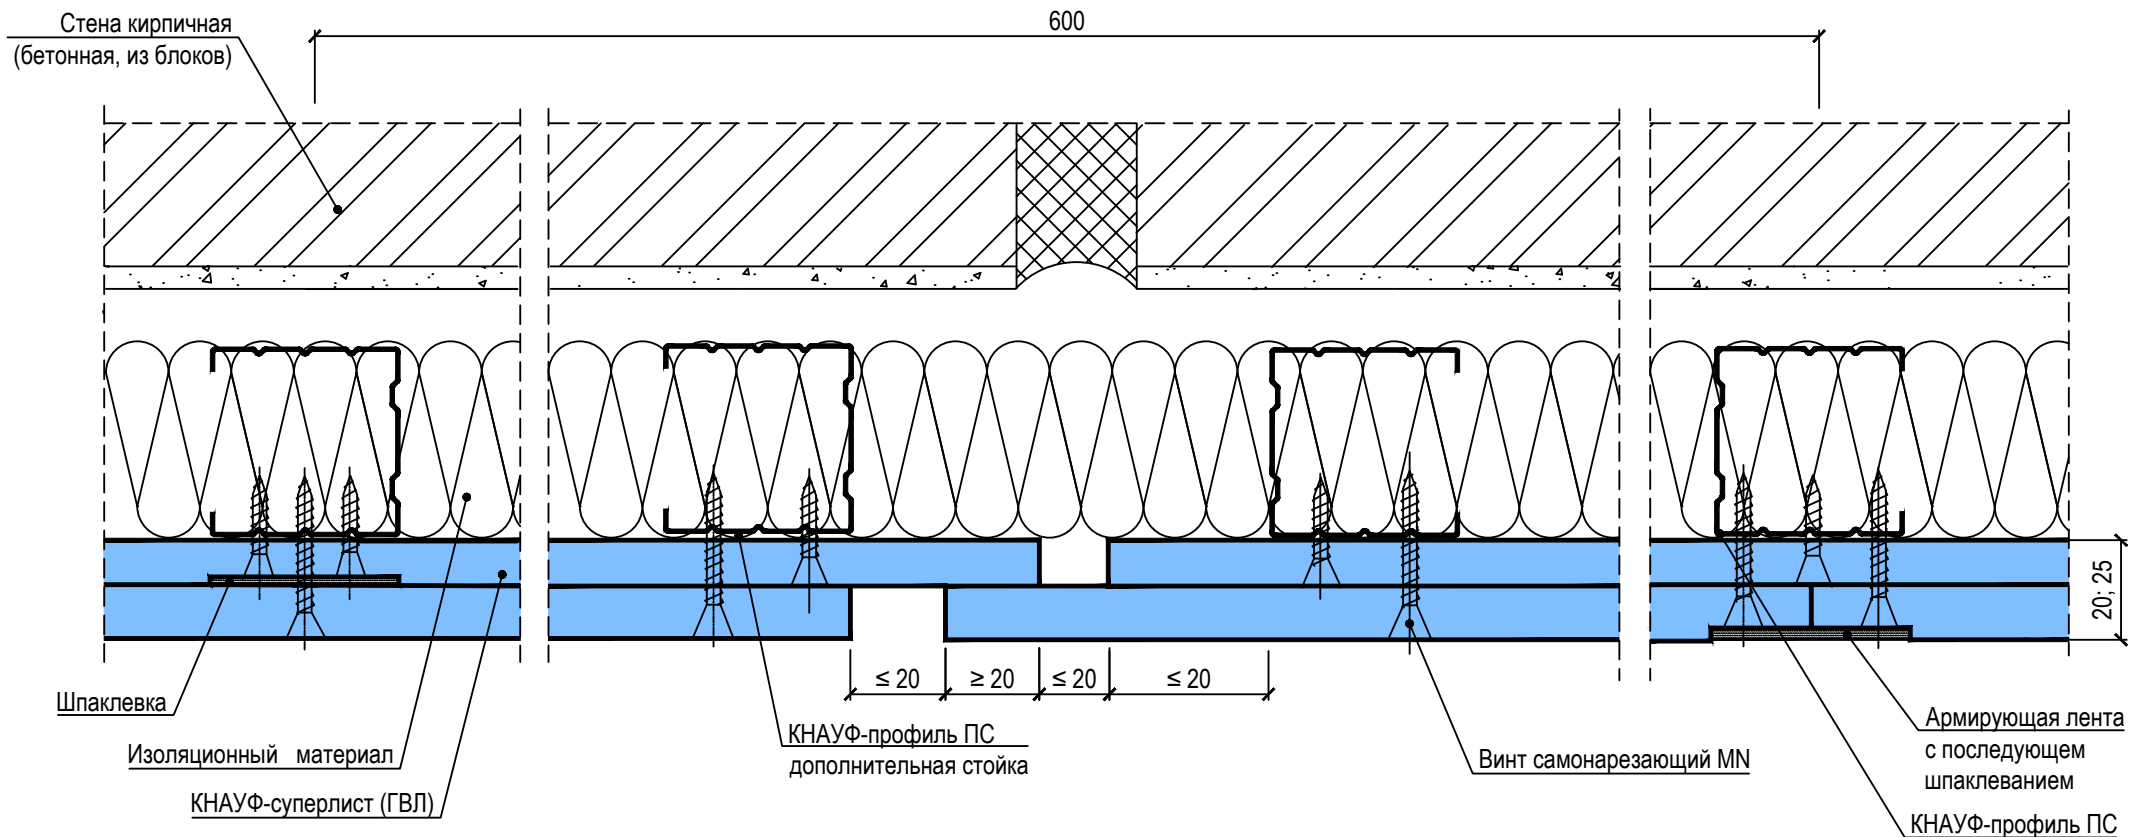 Стена кирпичная
(бетонная, из блоков)
600
20; 25
≤ 20
≥ 20
≤ 20
≤ 20
Шпаклевка
Изоляционный материал
КНАУФ-суперлист (ГВЛ)
КНАУФ-профиль ПС
дополнительная стойка
Винт самонарезающий MN
Армирующая лента
с последующем
шпаклеванием
КНАУФ-профиль ПС